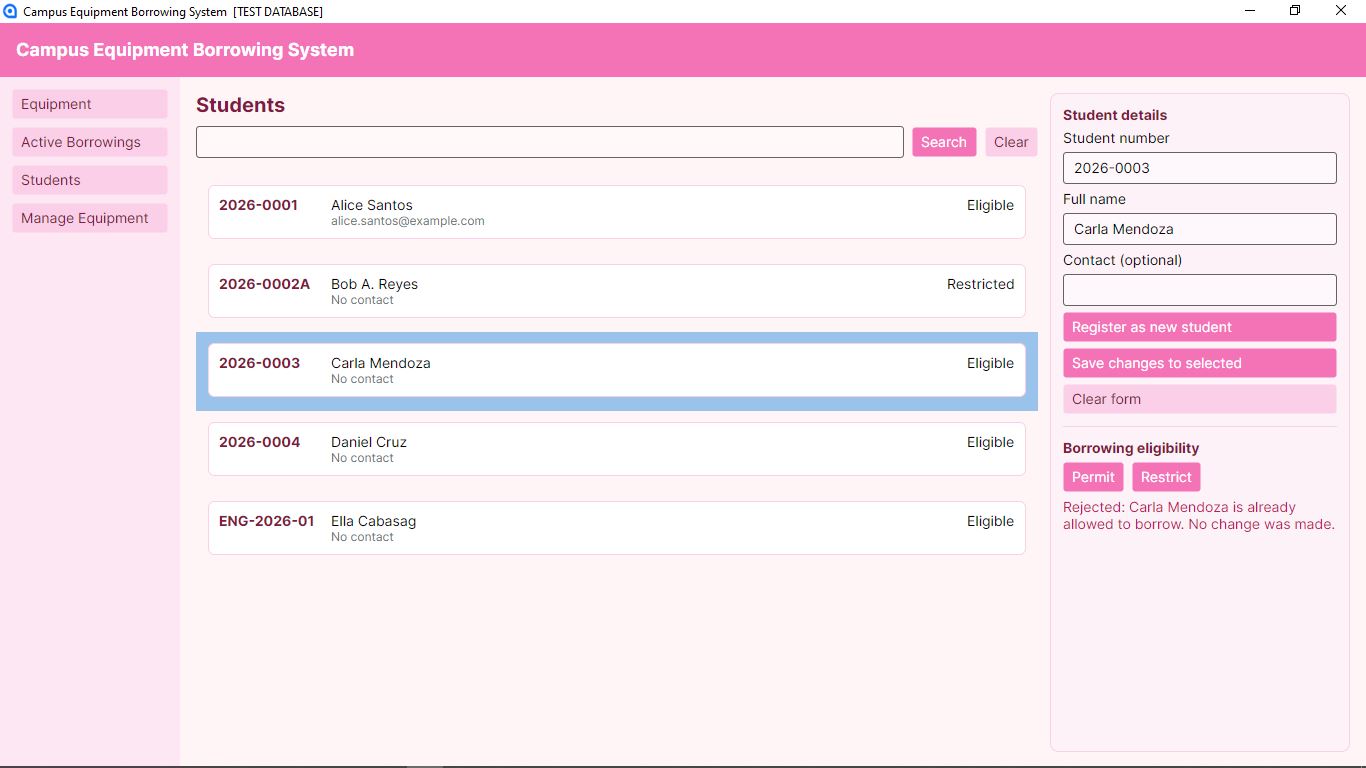 Campus Equipment Borrowing System [TEST DATABASE]
Campus Equipment Borrowing System
Equipment
Active Borrowings
Students
Manage Equipment
Students
Search
Clear
2026-0001
Alice Santos
alice.santos@example.com
Eligible
2026-0002A
Bob A. Reyes
No contact
Restricted
2026-0003
Carla Mendoza
No contact
Eligible
2026-0004
Daniel Cruz
No contact
Eligible
ENG-2026-01
Ella Cabasag
No contact
Eligible
Student details
Student number
2026-0003
Full name
Carla Mendoza
Contact (optional)
Register as new student
Save changes to selected
Clear form
Borrowing eligibility
Permit
Restrict
Rejected: Carla Mendoza is already
allowed to borrow. No change was made.